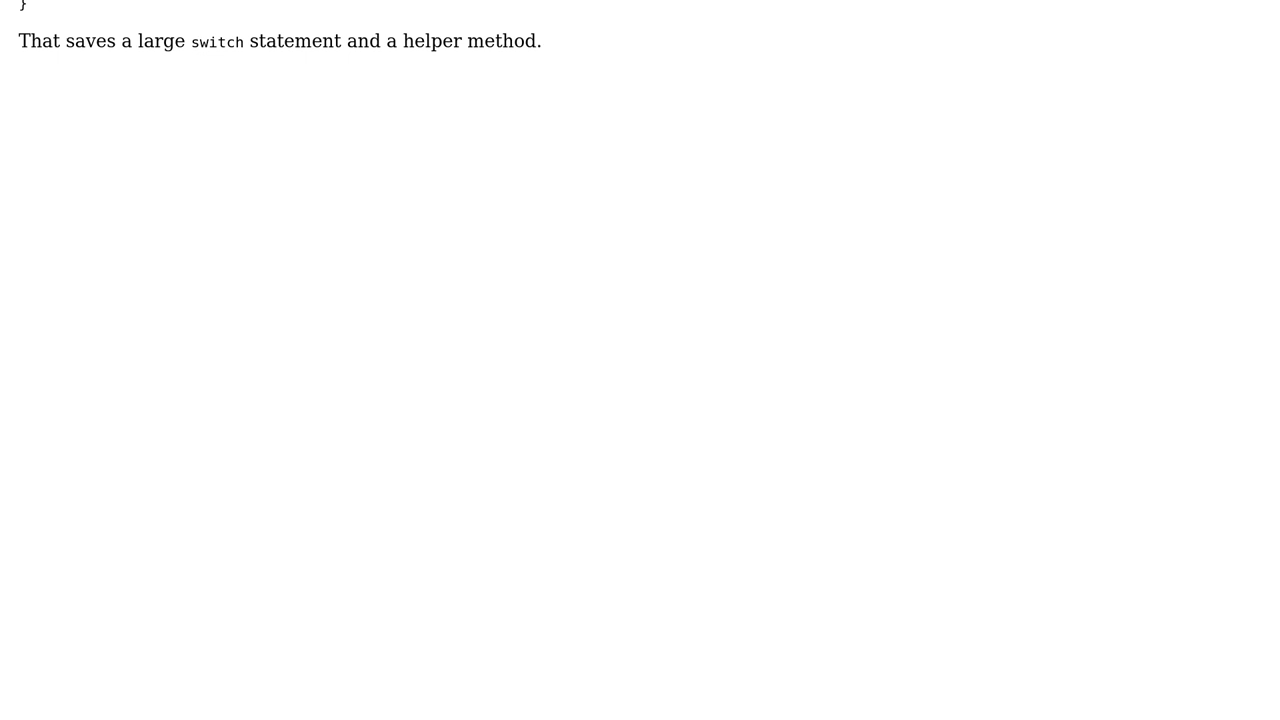 }
That saves a large switch statement and a helper method.